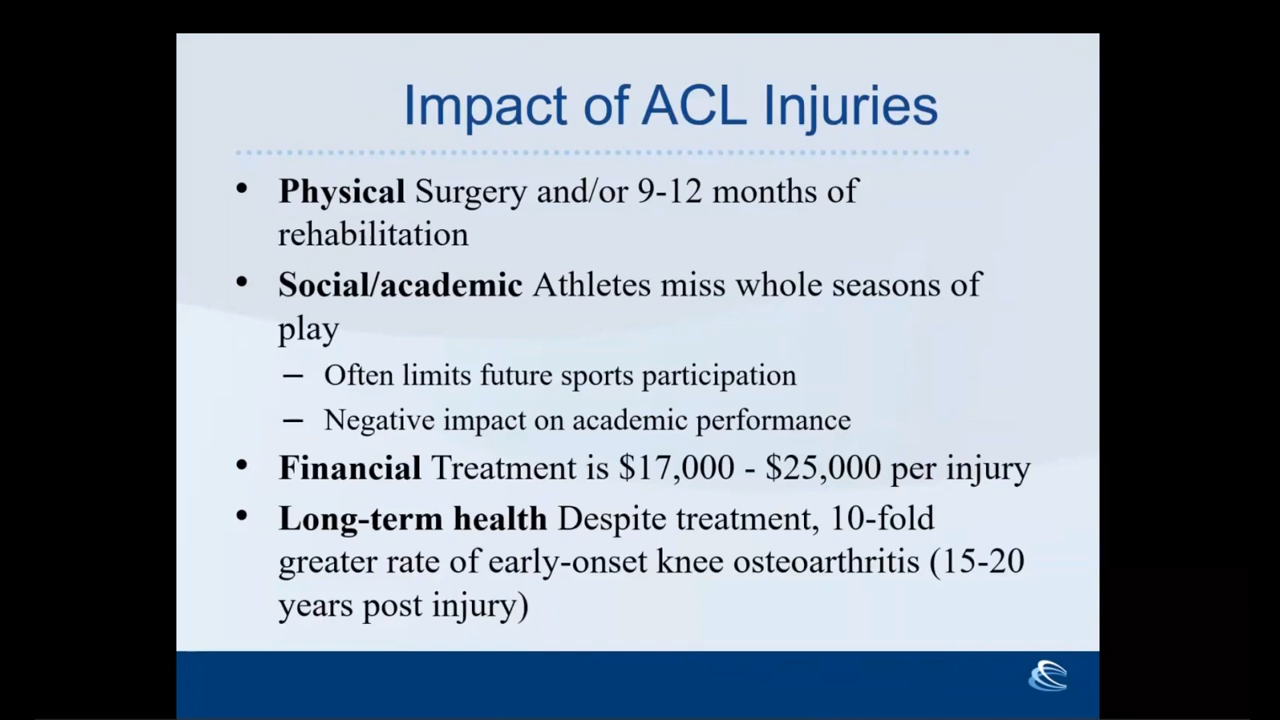 Impact of ACL Injuries
• Physical Surgery and/or 9-12 months of
rehabilitation
• Social/academic Athletes miss whole seasons of
play
– Often limits future sports participation
– Negative impact on academic performance
• Financial Treatment is $17,000 - $25,000 per injury
• Long-term health Despite treatment, 10-fold
greater rate of early-onset knee osteoarthritis (15-20
years post injury)